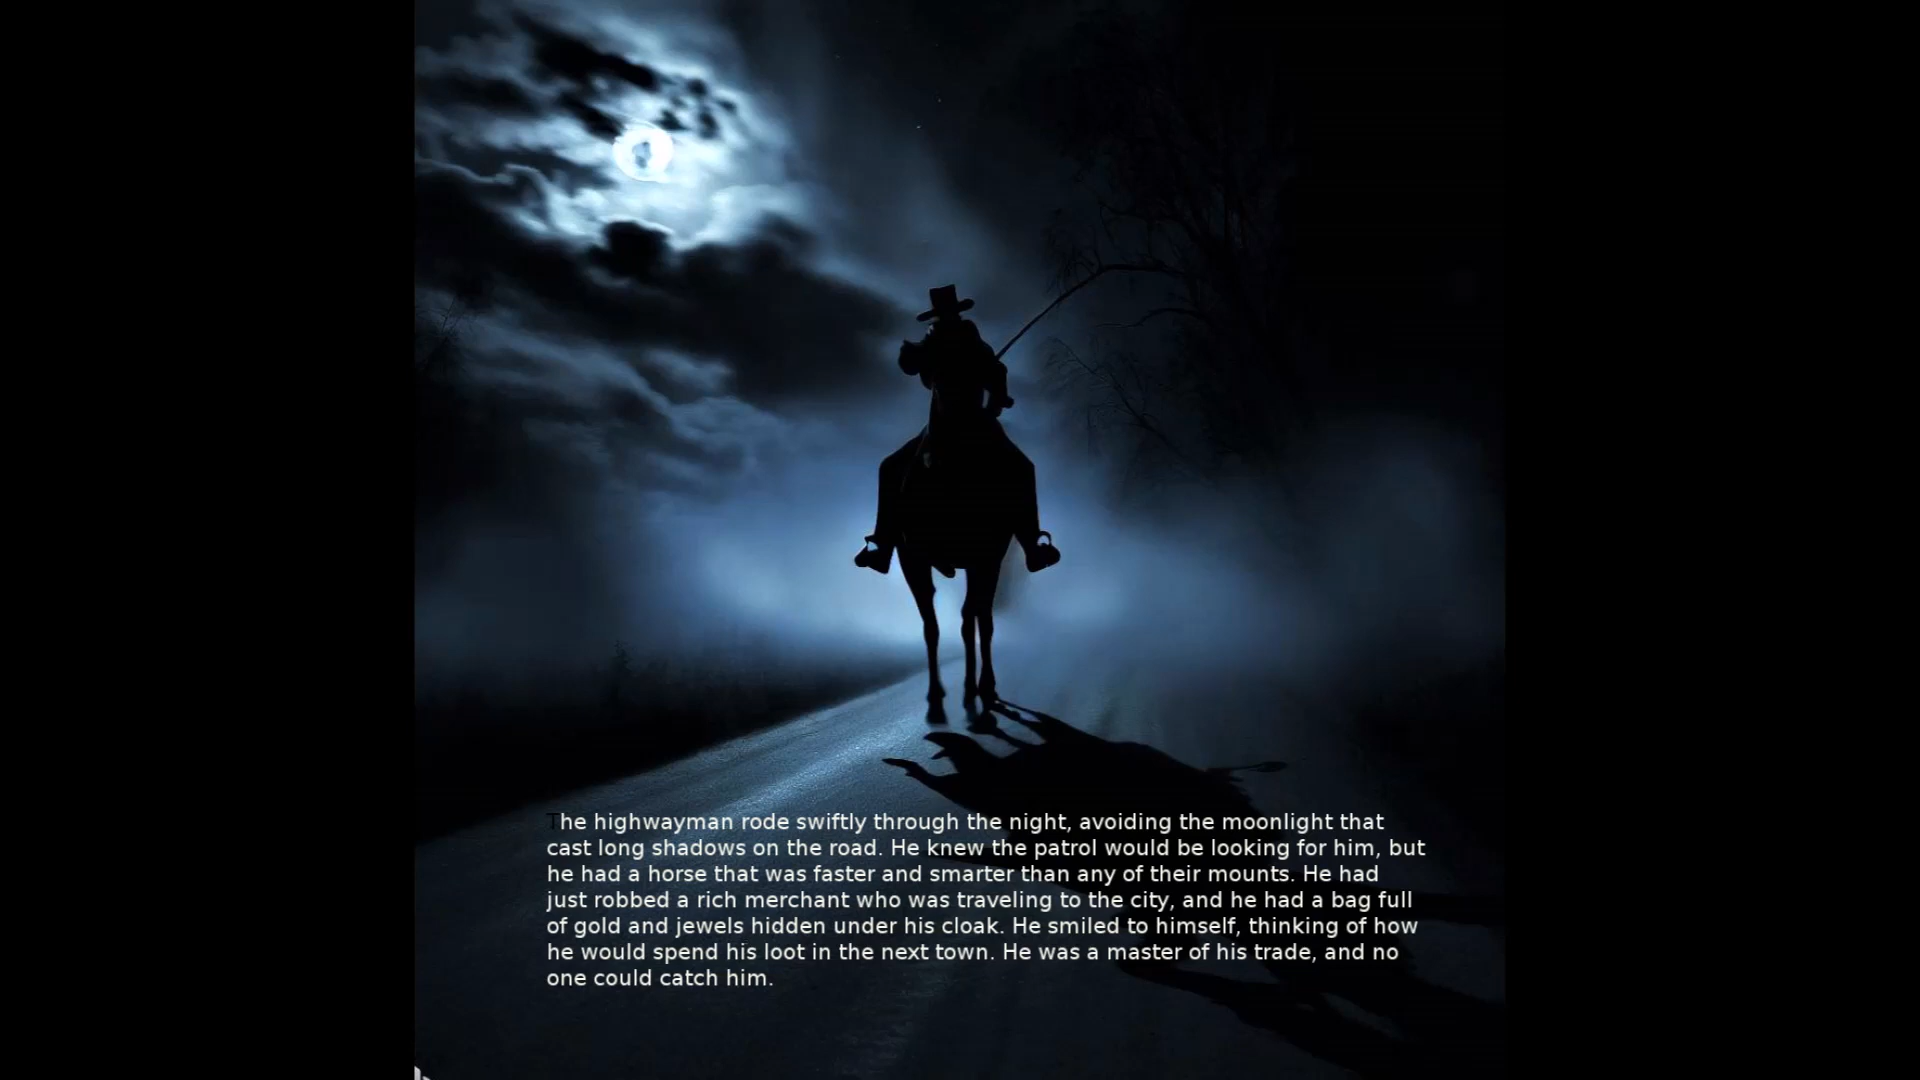 The highwayman rode swiftly through the night, avoiding the moonlight that
cast long shadows on the road. He knew the patrol would be looking for him, but
he had a horse that was faster and smarter than any of their mounts. He had
just robbed a rich merchant who was traveling to the city, and he had a bag full
of gold and jewels hidden under his cloak. He smiled to himself, thinking of how
he would spend his loot in the next town. He was a master of his trade, and no
one could catch him.